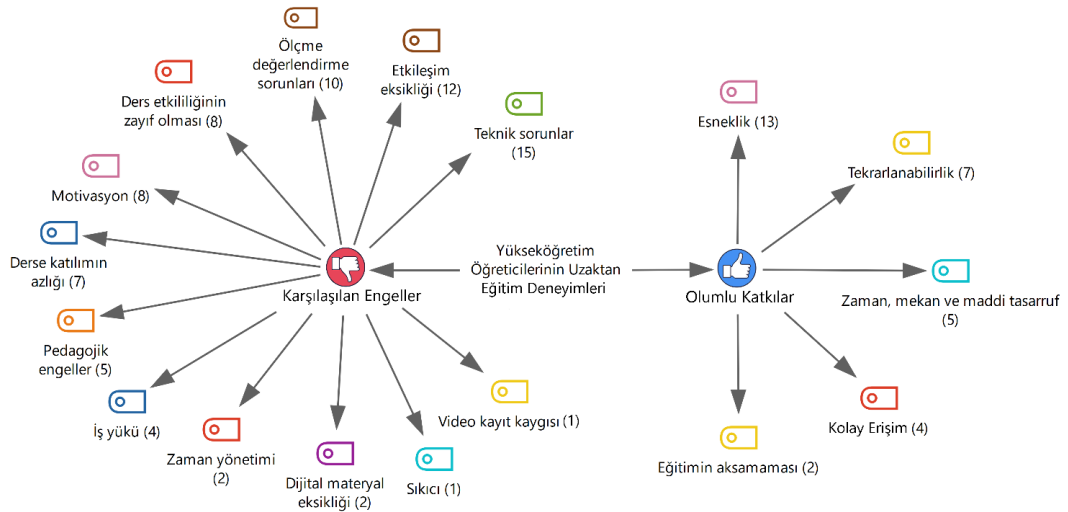 Ölçme
değerlendirme
sorunları (10)
Etkileşim
eksikliği (12)
Ders etkililiğinin
zayıf olması (8)
Teknik sorunlar
(15)
Motivasyon (8)
Derse katılımın
azlığı (7)
Karşılaşılan Engeller
Pedagojik
engeller (5)
İş yükü (4)
Zaman yönetimi
(2)
Dijital materyal
eksikliği (2)
Sıkıcı (1)
Video kayıt kaygısı (1)
Yükseköğretim
Öğreticilerinin Uzaktan
Eğitim Deneyimleri
Esneklik (13)
Tekrarlanabilirlik (7)
Olumlu Katkılar
Zaman, mekan ve maddi tasarruf
(5)
Kolay Erişim (4)
Eğitimin aksamaması (2)